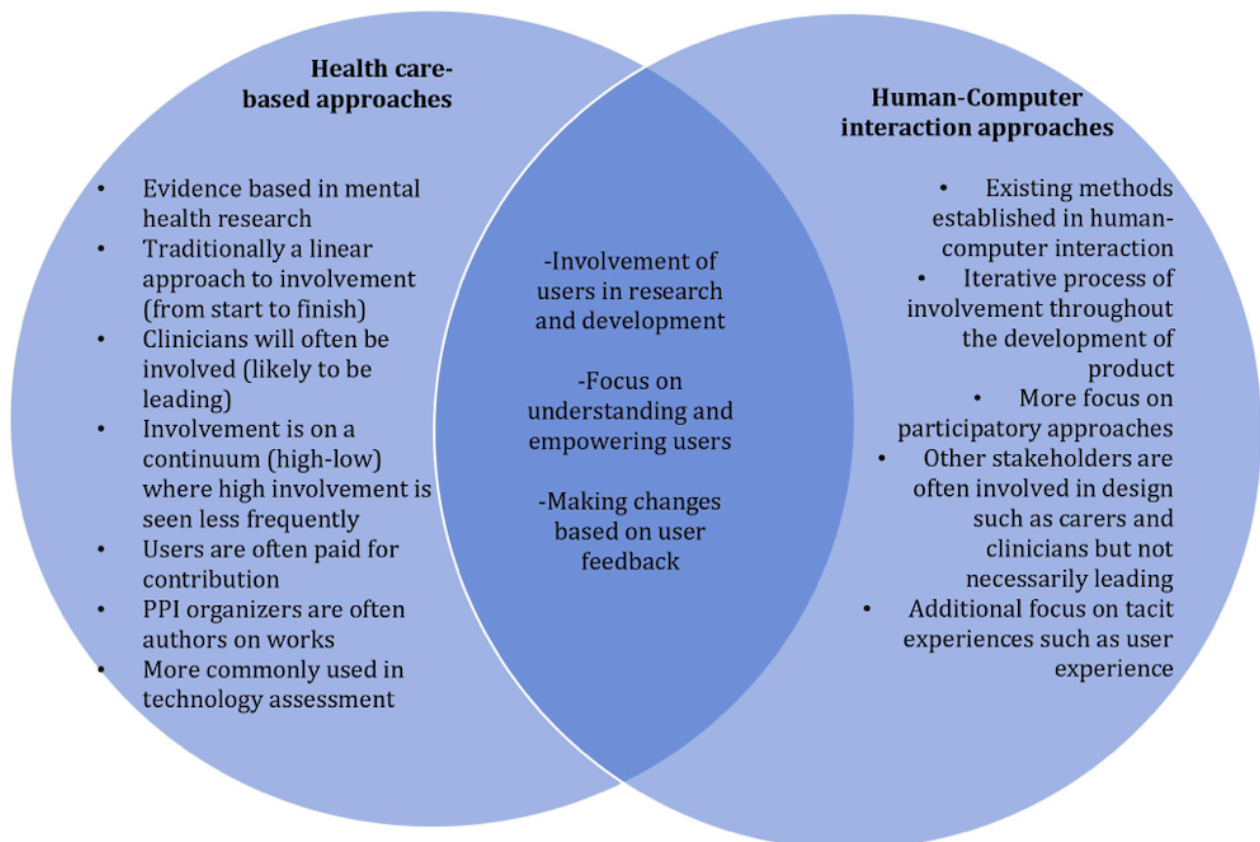 Health care-
based approaches
• Evidence based in mental
health research
• Traditionally a linear
approach to involvement
(from start to finish)
• Clinicians will often be
involved (likely to be
leading)
• Involvement is on a
continuum (high-low)
where high involvement is
seen less frequently
• Users are often paid for
contribution
• PPI organizers are often
authors on works
• More commonly used in
technology assessment
-Involvement of
users in research
and development
-Focus on
understanding and
empowering users
-Making changes
based on user
feedback
Human-Computer
interaction approaches
• Existing methods
established in human-
computer interaction
• Iterative process of
involvement throughout
the development of
product
• More focus on
participatory approaches
• Other stakeholders are
often involved in design
such as carers and
clinicians but not
necessarily leading
• Additional focus on tacit
experiences such as user
experience